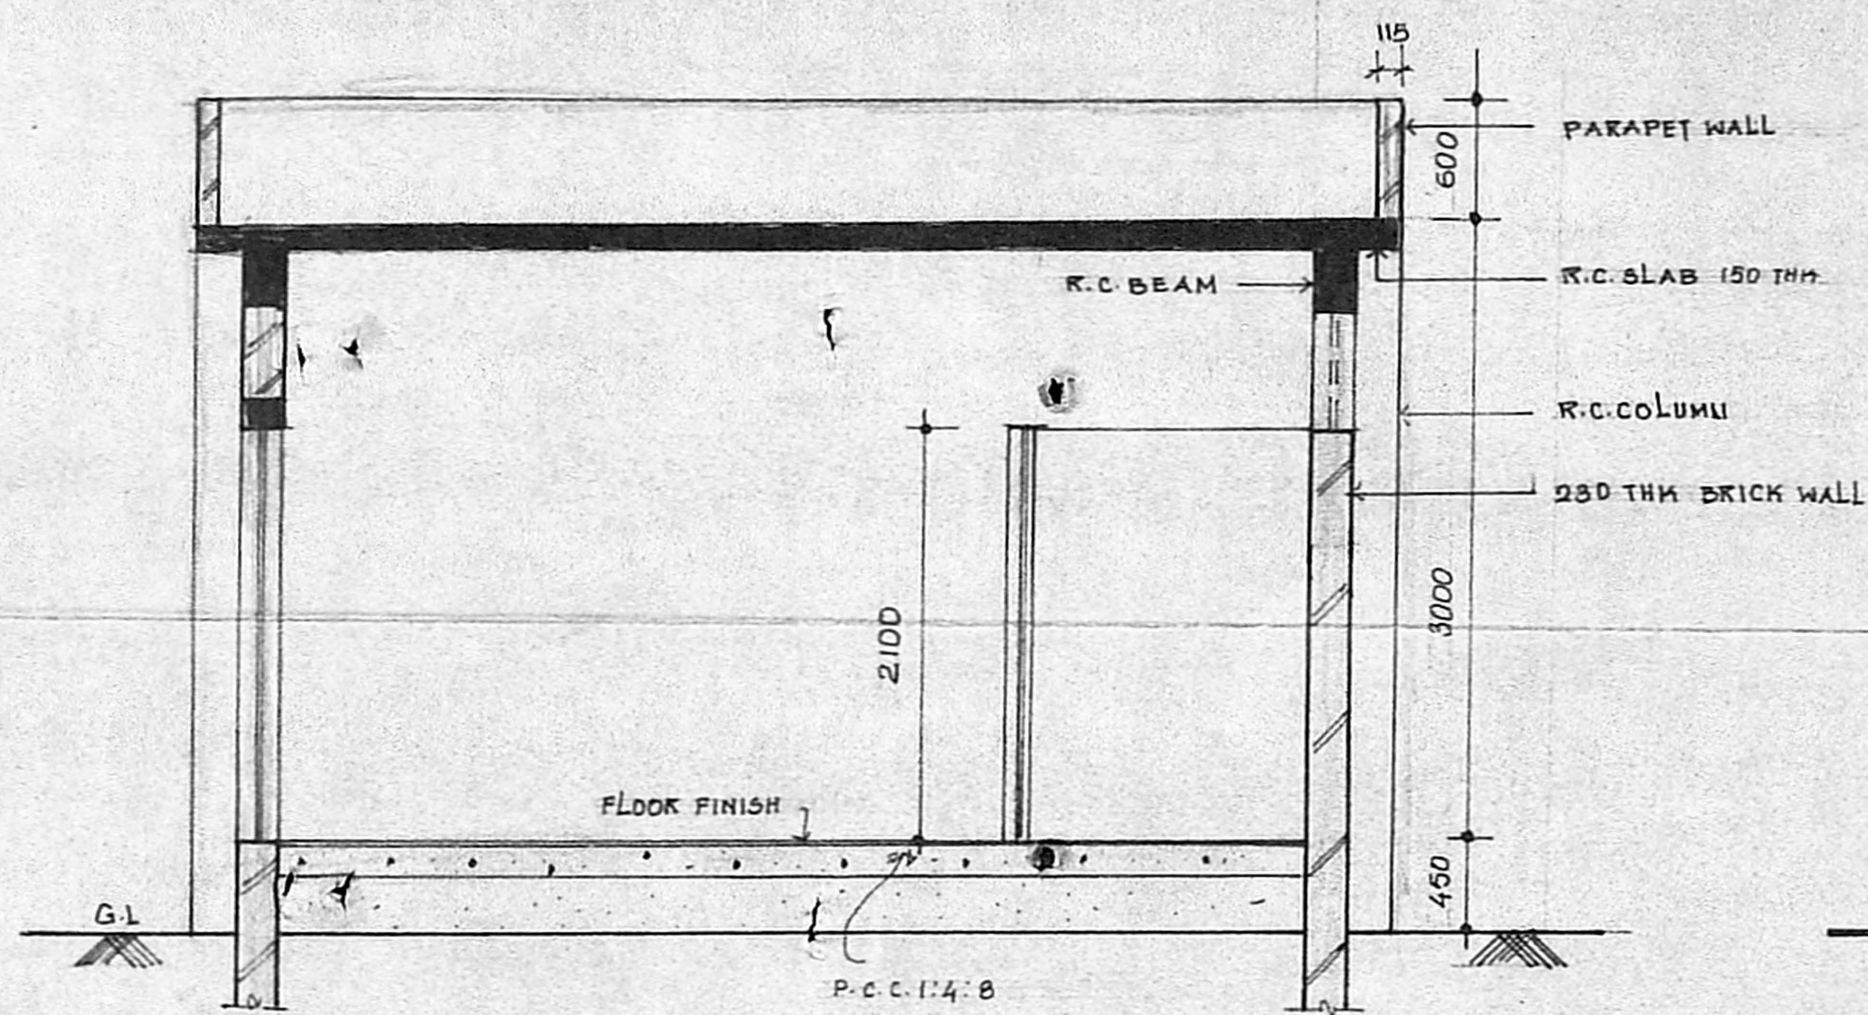 115
PARAPET WALL
600
R.C. BEAM
R.C. SLAB 150 THK
R.C. COLUMN
230 THK BRICK WALL
3000
2100
FLOOR FINISH
450
G.L
P.C.C. 1:4:8